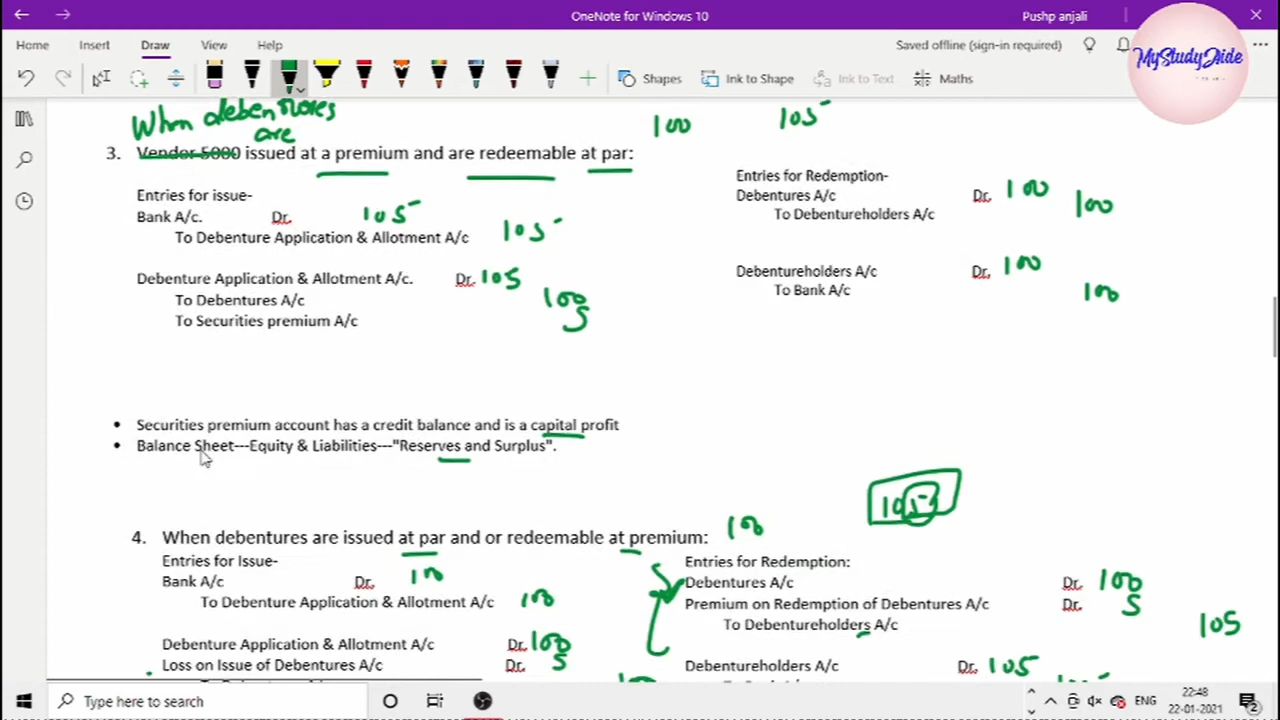 OneNote for Windows 10
Pushp anjali
Home Insert Draw View Help
Saved offline (sign-in required)
MyStudyAide
Shapes Ink to Shape Ink to Text Maths
When debentures
are
100 105
3. Vendor 5000 issued at a premium and are redeemable at par:
Entries for issue-
Bank A/c. Dr. 105
To Debenture Application & Allotment A/c 105
Debenture Application & Allotment A/c. Dr. 105
To Debentures A/c 100
To Securities premium A/c 5
Entries for Redemption-
Debentures A/c Dr. 100
To Debentureholders A/c 100
Debentureholders A/c Dr. 100
To Bank A/c 100
• Securities premium account has a credit balance and is a capital profit
• Balance Sheet---Equity & Liabilities---"Reserves and Surplus".
105
4. When debentures are issued at par and or redeemable at premium: 100
Entries for Issue-
Bank A/c Dr. 100
To Debenture Application & Allotment A/c 100
Debenture Application & Allotment A/c Dr. 100
Loss on Issue of Debentures A/c Dr. 5
Entries for Redemption:
Debentures A/c Dr. 100
Premium on Redemption of Debentures A/c Dr. 5
To Debentureholders A/c 105
Debentureholders A/c Dr. 105
Type here to search
ENG
22:48
22-01-2021
2